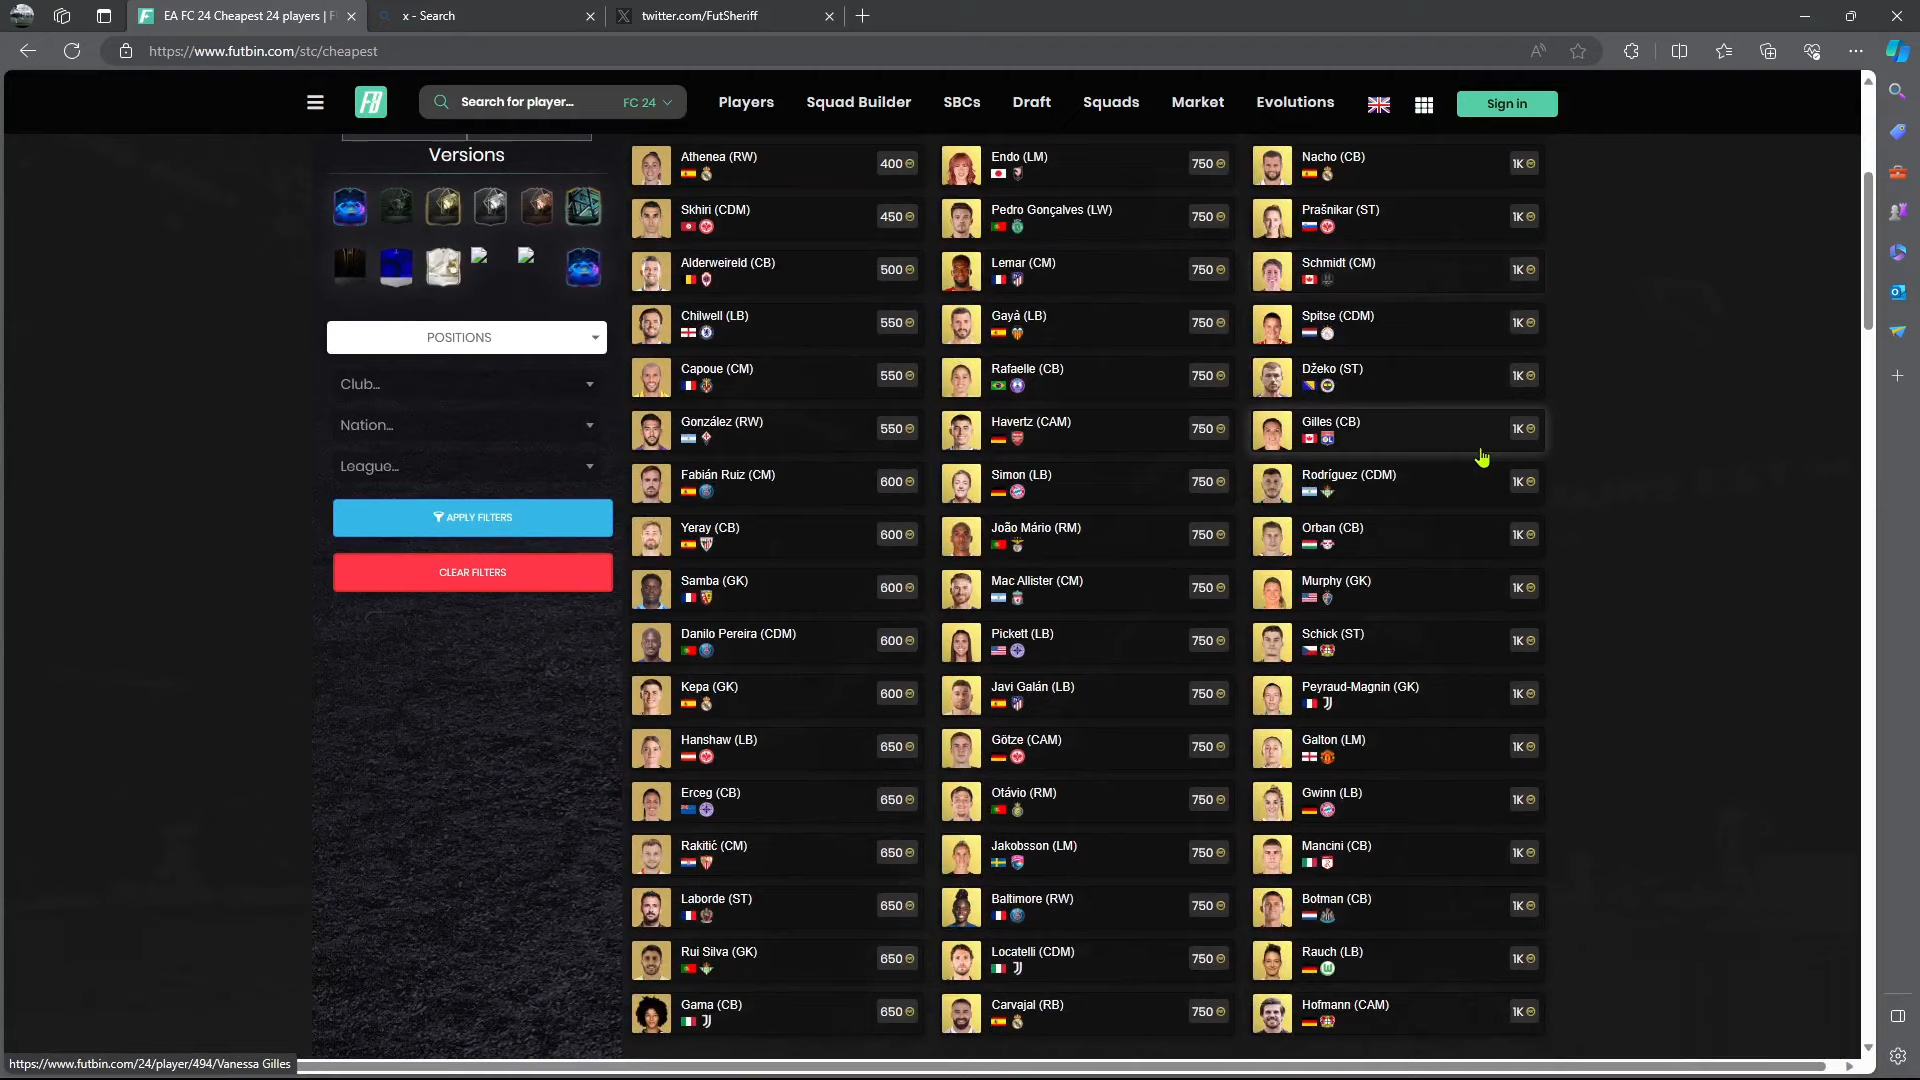 EA FC 24 Cheapest 24 players | F
x - Search
twitter.com/FutSheriff
https://www.futbin.com/stc/cheapest
Search for player...
FC 24
Players
Squad Builder
SBCs
Draft
Squads
Market
Evolutions
Sign in
Versions
POSITIONS
Club...
Nation...
League...
APPLY FILTERS
CLEAR FILTERS
Athenea (RW) 400
Skhiri (CDM) 450
Alderweireld (CB) 500
Chilwell (LB) 550
Capoue (CM) 550
González (RW) 550
Fabián Ruiz (CM) 600
Yeray (CB) 600
Samba (GK) 600
Danilo Pereira (CDM) 600
Kepa (GK) 600
Hanshaw (LB) 650
Erceg (CB) 650
Rakitić (CM) 650
Laborde (ST) 650
Rui Silva (GK) 650
Gama (CB) 650
Endo (LM) 750
Pedro Gonçalves (LW) 750
Lemar (CM) 750
Gayà (LB) 750
Rafaelle (CB) 750
Havertz (CAM) 750
Simon (LB) 750
João Mário (RM) 750
Mac Allister (CM) 750
Pickett (LB) 750
Javi Galán (LB) 750
Götze (CAM) 750
Otávio (RM) 750
Jakobsson (LM) 750
Baltimore (RW) 750
Locatelli (CDM) 750
Carvajal (RB) 750
Nacho (CB) 1K
Prašnikar (ST) 1K
Schmidt (CM) 1K
Spitse (CDM) 1K
Džeko (ST) 1K
Gilles (CB) 1K
Rodríguez (CDM) 1K
Orban (CB) 1K
Murphy (GK) 1K
Schick (ST) 1K
Peyraud-Magnin (GK) 1K
Galton (LM) 1K
Gwinn (LB) 1K
Mancini (CB) 1K
Botman (CB) 1K
Rauch (LB) 1K
Hofmann (CAM) 1K
https://www.futbin.com/24/player/494/Vanessa Gilles